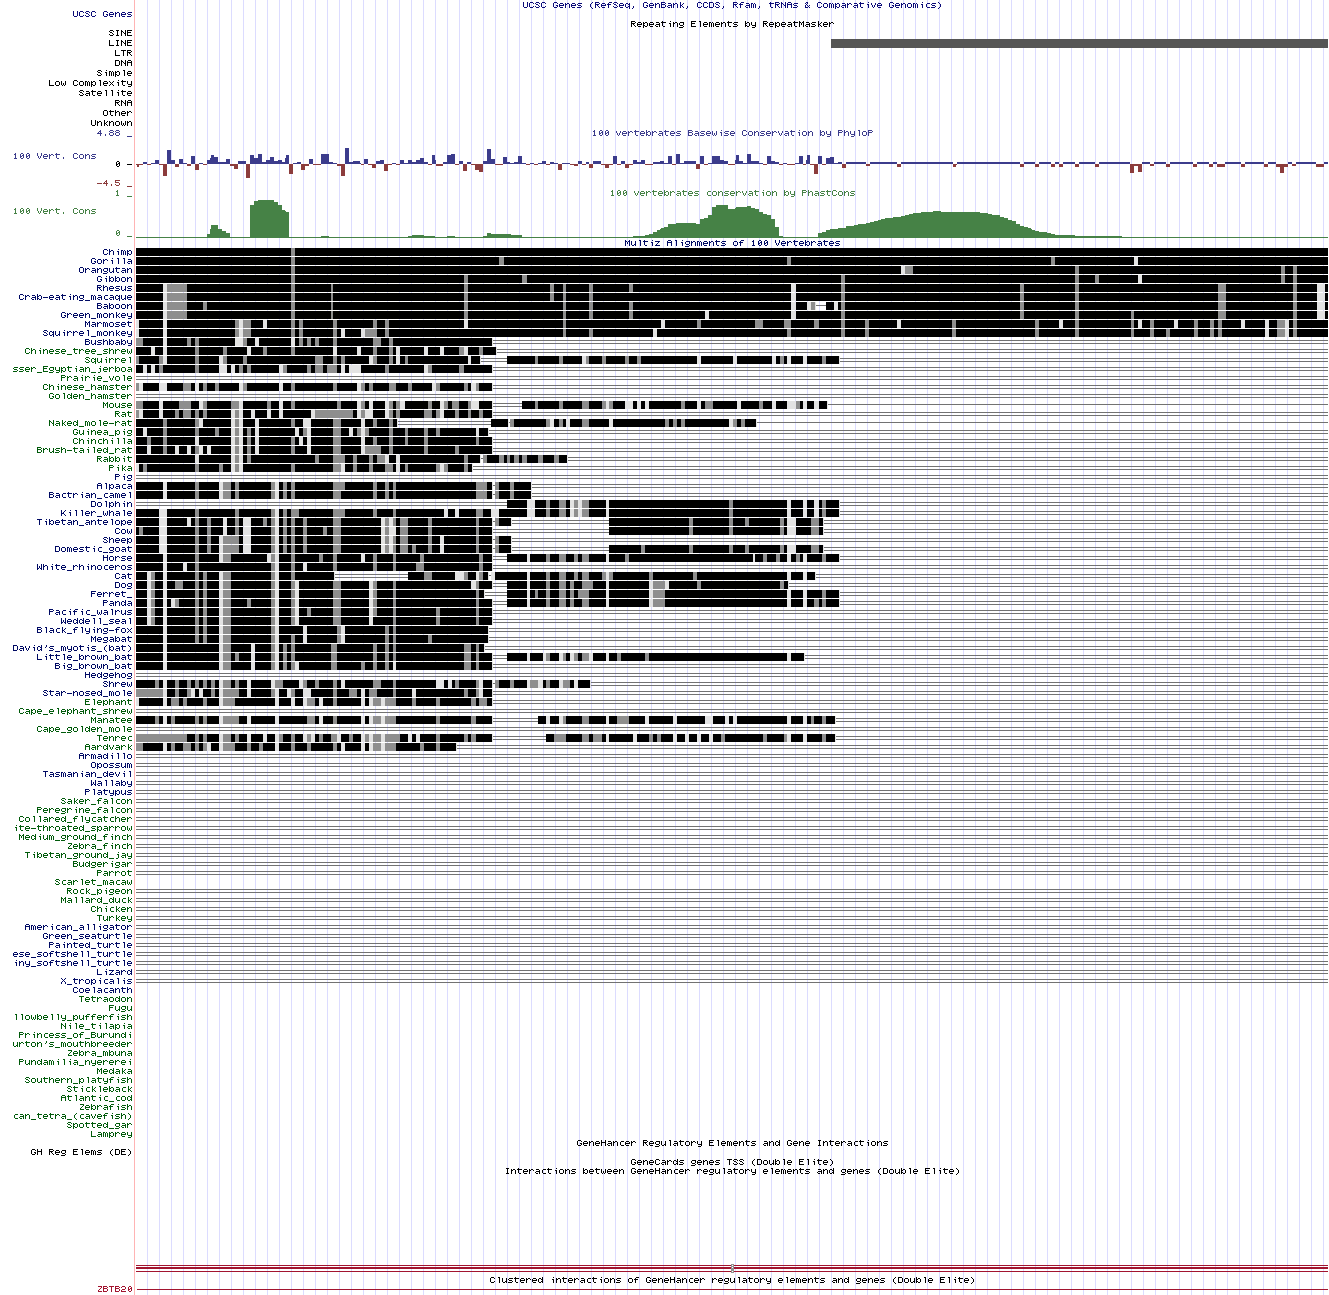 UCSC Genes (RefSeq, GenBank, CCDS, Rfam, tRNAs & Comparative Genomics)
UCSC Genes
Repeating Elements by RepeatMasker
SINE
LINE
LTR
DNA
Simple
Low Complexity
Satellite
RNA
Other
Unknown
4.88 _
100 vertebrates Basewise Conservation by PhyloP
100 Vert. Cons
0 _
-4.5 _
1 _
100 vertebrates conservation by PhastCons
100 Vert. Cons
0 _
Multiz Alignments of 100 Vertebrates
Chimp
Gorilla
Orangutan
Gibbon
Rhesus
Crab-eating_macaque
Baboon
Green_monkey
Marmoset
Squirrel_monkey
Bushbaby
Chinese_tree_shrew
Squirrel
sser_Egyptian_jerboa
Prairie_vole
Chinese_hamster
Golden_hamster
Mouse
Rat
Naked_mole-rat
Guinea_pig
Chinchilla
Brush-tailed_rat
Rabbit
Pika
Pig
Alpaca
Bactrian_camel
Dolphin
Killer_whale
Tibetan_antelope
Cow
Sheep
Domestic_goat
Horse
White_rhinoceros
Cat
Dog
Ferret_
Panda
Pacific_walrus
Weddell_seal
Black_flying-fox
Megabat
David's_myotis_(bat)
Little_brown_bat
Big_brown_bat
Hedgehog
Shrew
Star-nosed_mole
Elephant
Cape_elephant_shrew
Manatee
Cape_golden_mole
Tenrec
Aardvark
Armadillo
Opossum
Tasmanian_devil
Wallaby
Platypus
Saker_falcon
Peregrine_falcon
Collared_flycatcher
ite-throated_sparrow
Medium_ground_finch
Zebra_finch
Tibetan_ground_jay
Budgerigar
Parrot
Scarlet_macaw
Rock_pigeon
Mallard_duck
Chicken
Turkey
American_alligator
Green_seaturtle
Painted_turtle
ese_softshell_turtle
iny_softshell_turtle
Lizard
X_tropicalis
Coelacanth
Tetraodon
Fugu
llowbelly_pufferfish
Nile_tilapia
Princess_of_Burundi
urton's_mouthbreeder
Zebra_mbuna
Pundamilia_nyererei
Medaka
Southern_platyfish
Stickleback
Atlantic_cod
Zebrafish
can_tetra_(cavefish)
Spotted_gar
Lamprey
GeneHancer Regulatory Elements and Gene Interactions
GH Reg Elems (DE)
GeneCards genes TSS (Double Elite)
Interactions between GeneHancer regulatory elements and genes (Double Elite)
Clustered interactions of GeneHancer regulatory elements and genes (Double Elite)
ZBTB20